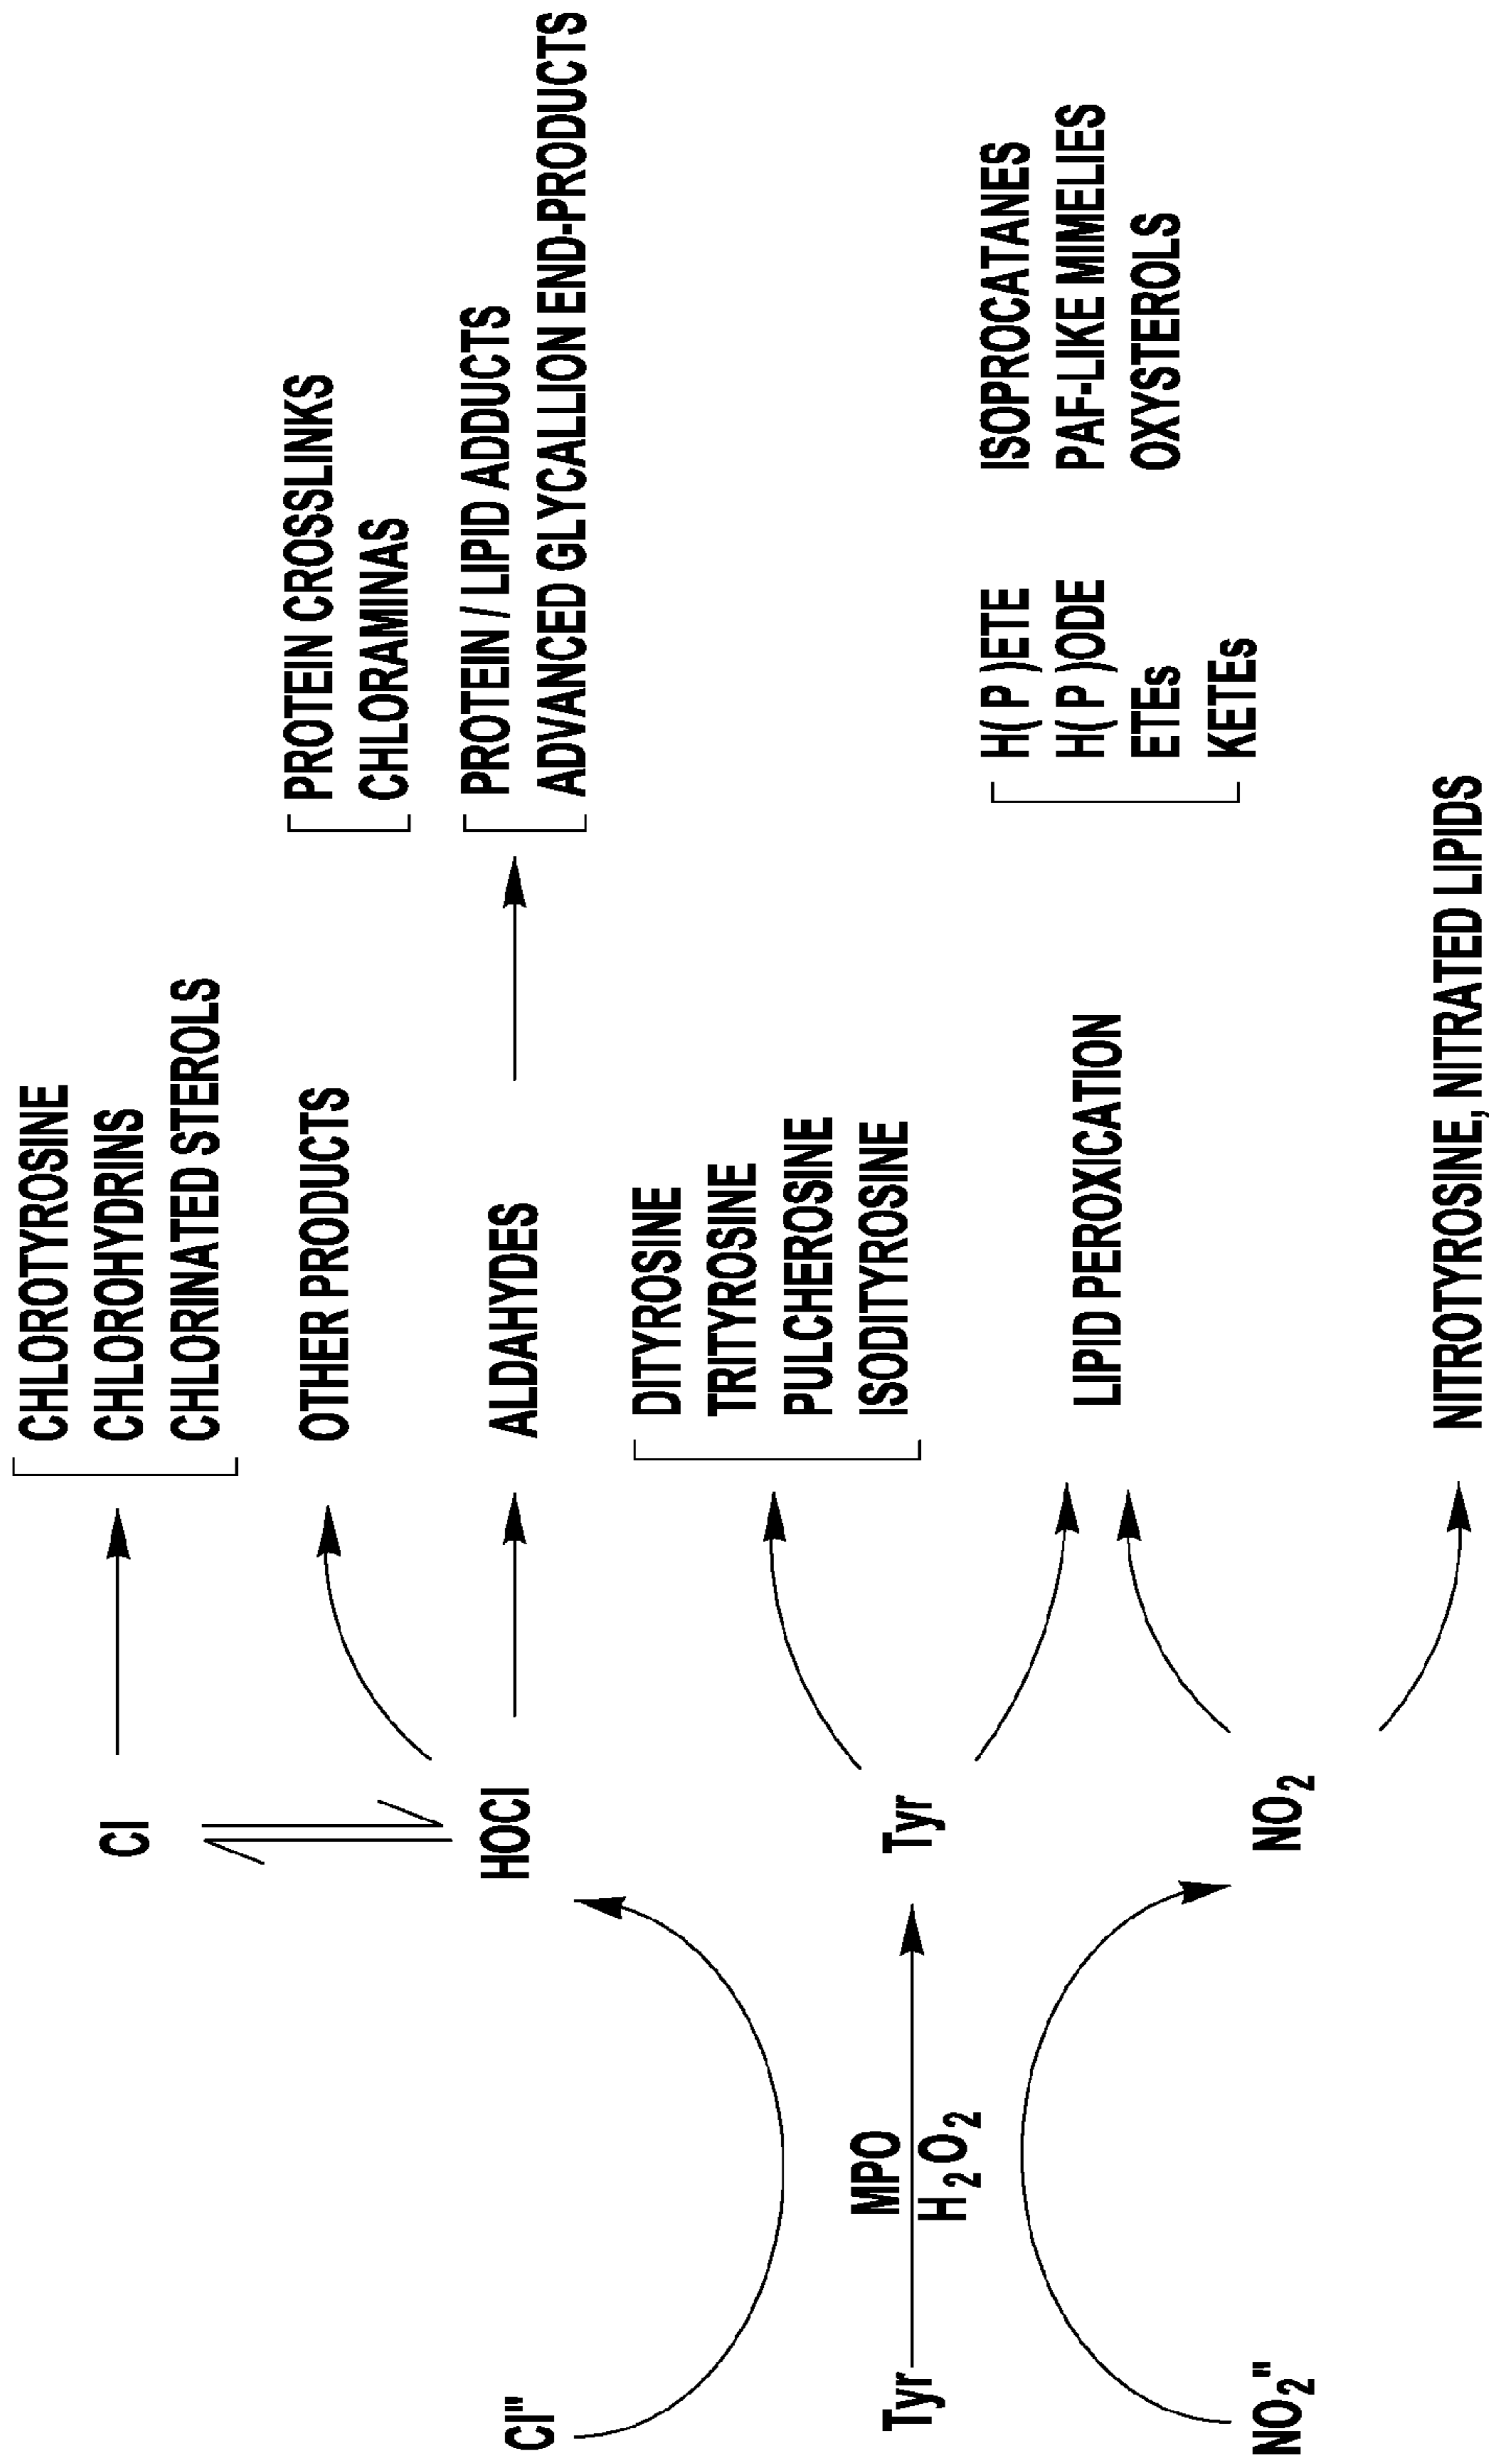 CHLOROTYROSINE
CHLOROHYDRINS
CHLORINATED STEROLS
Cl
OTHER PRODUCTS
PROTEIN CROSSLINKS
CHLORAMINAS
HOCl
ALDAHYDES
PROTEIN / LIPID ADDUCTS
ADVANCED GLYCALLION END-PRODUCTS
Cl"
DITYROSINE
TRITYROSINE
PULCHEROSINE
ISODITYROSINE
MPO
Tyr
H2O2
Tyr
LIPID PEROXICATION
H( P )ETE
H( P )ODE
ETEs
KETEs
ISOPROCATANES
PAF-LIKE MIMELIES
OXYSTEROLS
NO2"
NO2
NITROTYROSINE, NITRATED LIPIDS